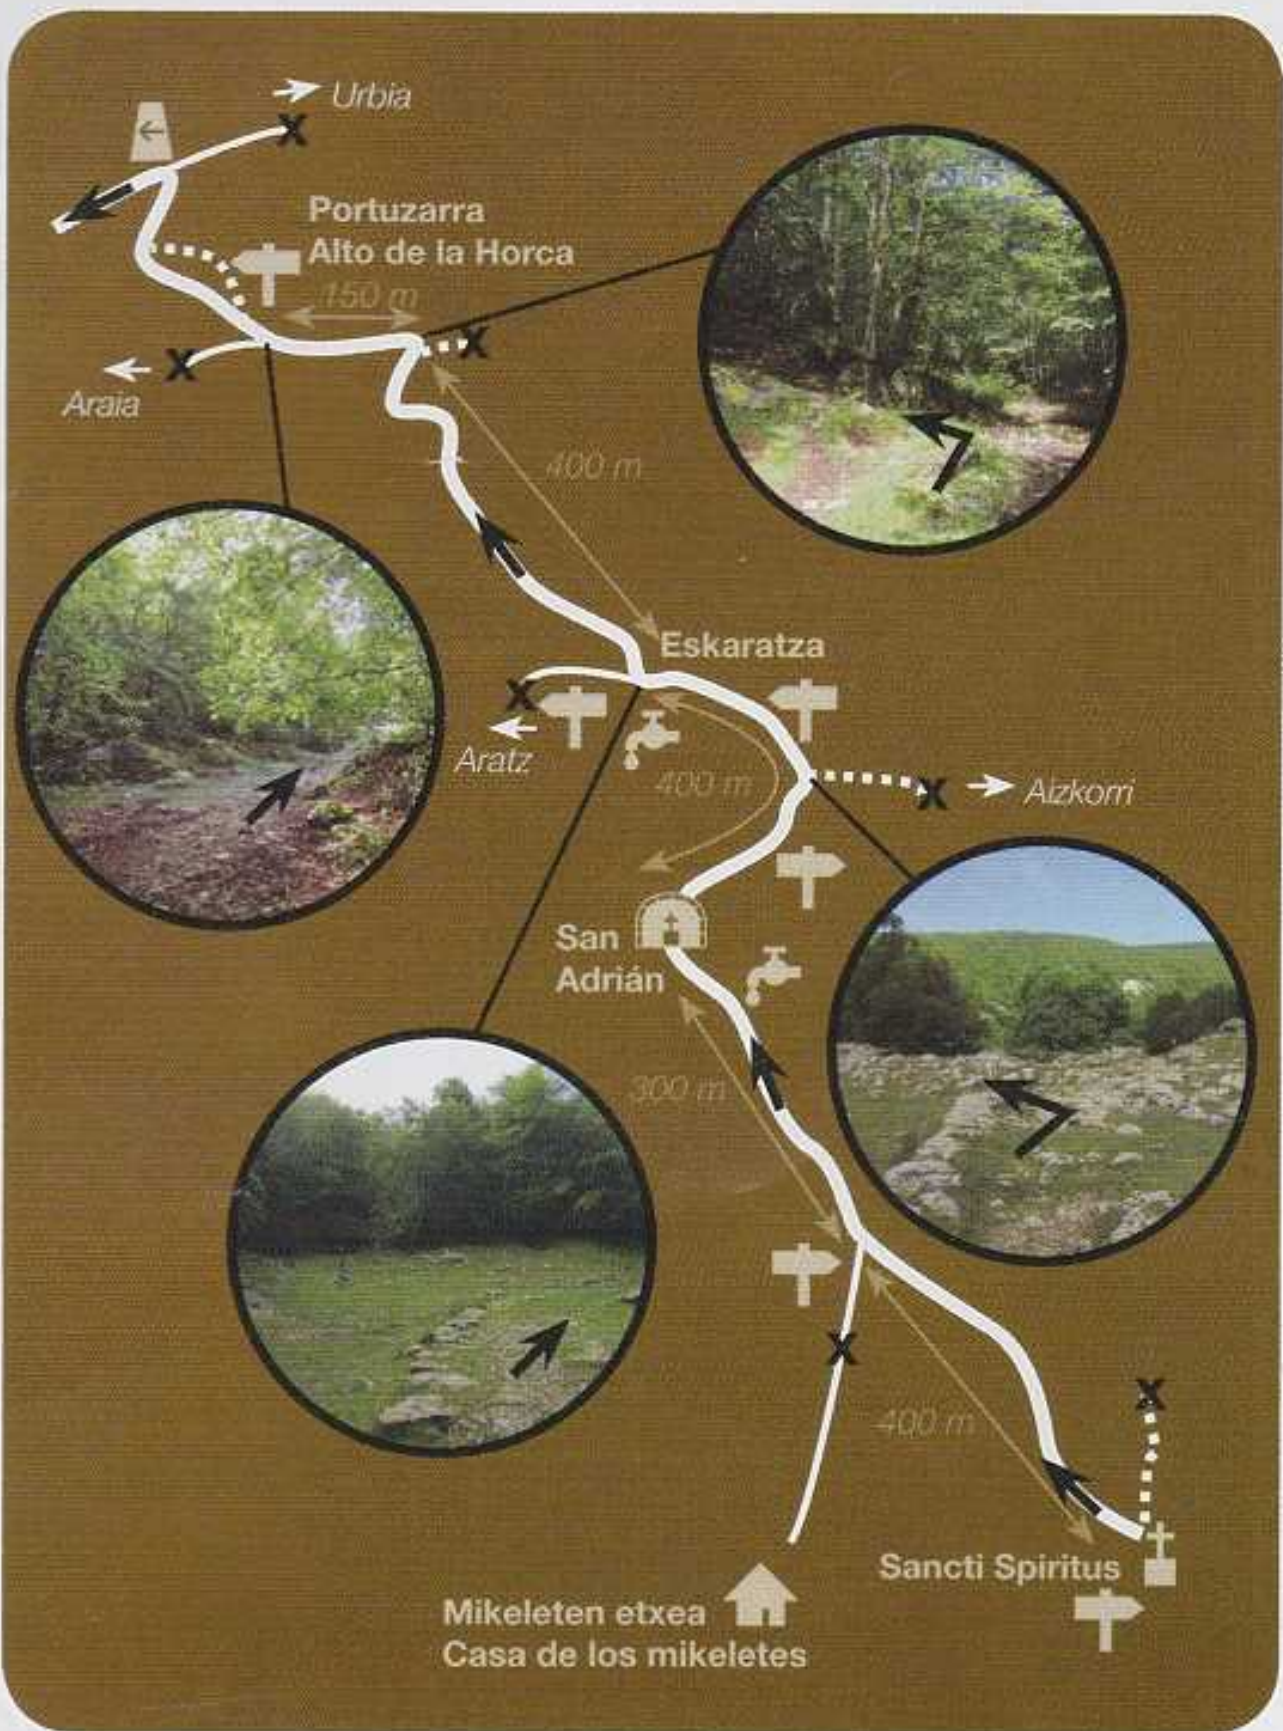 Urbia
Portuzarra
Alto de la Horca
150 m
Araia
400 m
Eskaratza
Aratz
400 m
Aizkorri
San
Adrián
300 m
400 m
Sancti Spiritus
Mikeleten etxea
Casa de los mikeletes